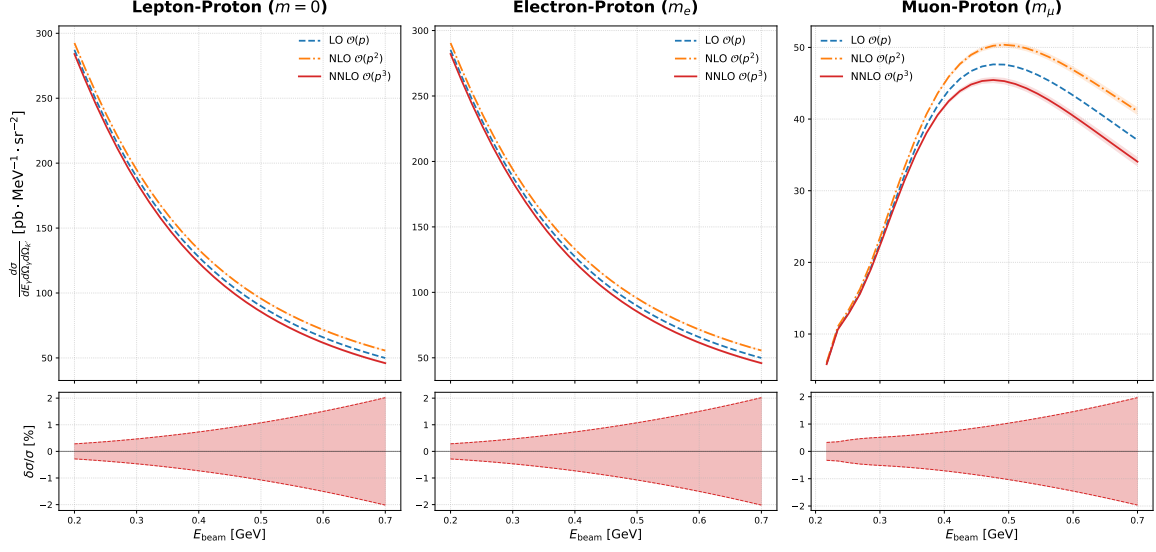 Lepton-Proton (m = 0)
Electron-Proton (mₑ)
Muon-Proton (m_μ)
dσ/dE_γdΩ_γdΩ_k′ [pb · MeV⁻¹ · sr⁻²]
300
250
200
150
100
50
LO 𝒪(p)
NLO 𝒪(p²)
NNLO 𝒪(p³)
300
250
200
150
100
50
LO 𝒪(p)
NLO 𝒪(p²)
NNLO 𝒪(p³)
50
40
30
20
10
LO 𝒪(p)
NLO 𝒪(p²)
NNLO 𝒪(p³)
δσ/σ [%]
2
1
0
−1
−2
0.2 0.3 0.4 0.5 0.6 0.7
E_beam [GeV]
2
1
0
−1
−2
0.2 0.3 0.4 0.5 0.6 0.7
E_beam [GeV]
2
1
0
−1
−2
0.2 0.3 0.4 0.5 0.6 0.7
E_beam [GeV]